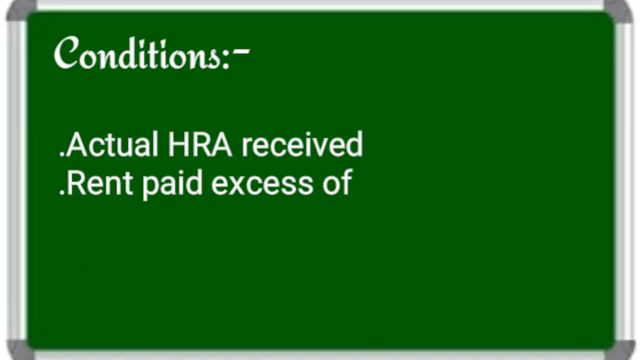 Conditions:-
.Actual HRA received
.Rent paid excess of